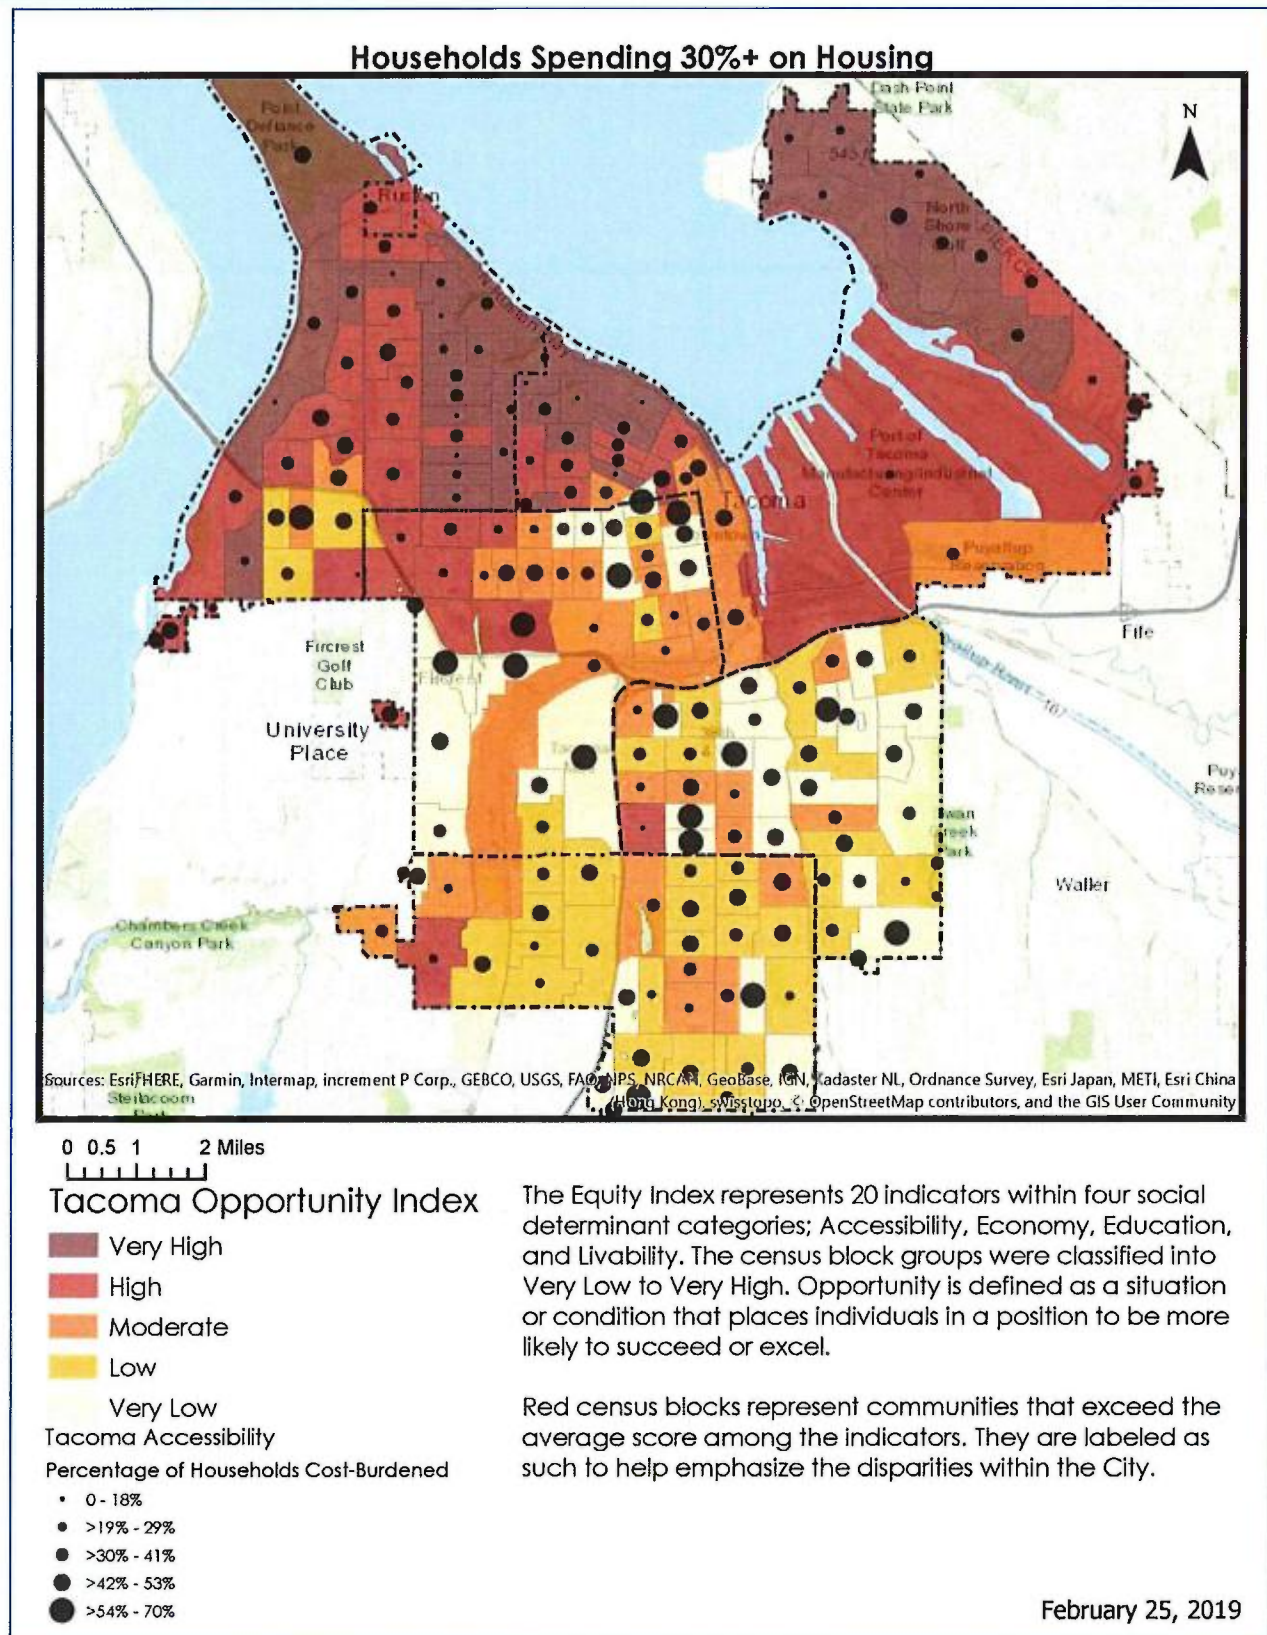 Households Spending 30%+ on Housing
Dash Point
State Park
N
Point
Defiance
Park
545 ft
Ruston
North
Shore
Golf
Port of
Tacoma
Manufacturing/Industrial
Center
Tacoma
Puyallup
Reservation
Fife
Fircrest
Golf
Club
Fircrest
University
Place
Puy
Reser
Swan
Creek
Park
Waller
Chambers Creek
Canyon Park
Steilacoom
Park
Sources: Esri, HERE, Garmin, Intermap, increment P Corp., GEBCO, USGS, FAO, NPS, NRCAN, GeoBase, IGN, Kadaster NL, Ordnance Survey, Esri Japan, METI, Esri China
(Hong Kong), swisstopo, © OpenStreetMap contributors, and the GIS User Community
0 0.5 1 2 Miles
Tacoma Opportunity Index
Very High
High
Moderate
Low
Very Low
Tacoma Accessibility
Percentage of Households Cost-Burdened
0 - 18%
>19% - 29%
>30% - 41%
>42% - 53%
>54% - 70%
The Equity Index represents 20 indicators within four social
determinant categories; Accessibility, Economy, Education,
and Livability. The census block groups were classified into
Very Low to Very High. Opportunity is defined as a situation
or condition that places individuals in a position to be more
likely to succeed or excel.
Red census blocks represent communities that exceed the
average score among the indicators. They are labeled as
such to help emphasize the disparities within the City.
February 25, 2019